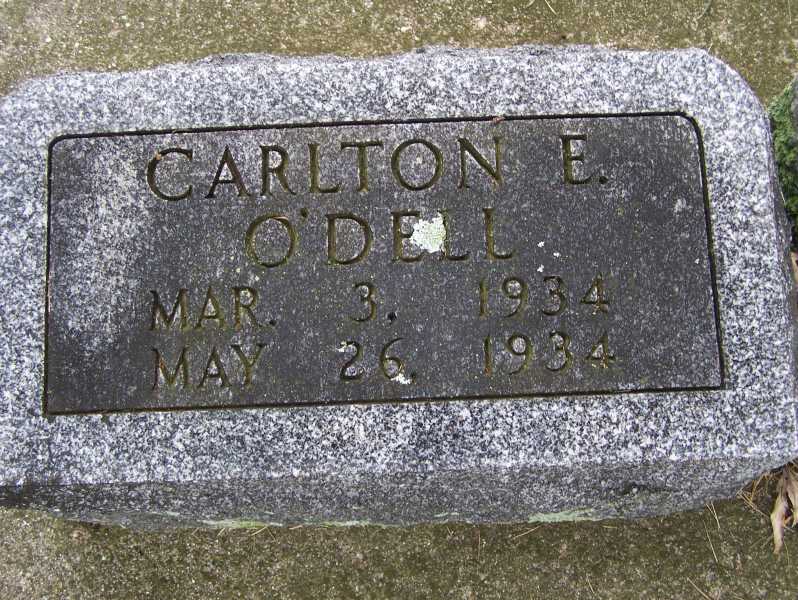 CARLTON E.
O'DELL
MAR. 3, 1934
MAY 26, 1934